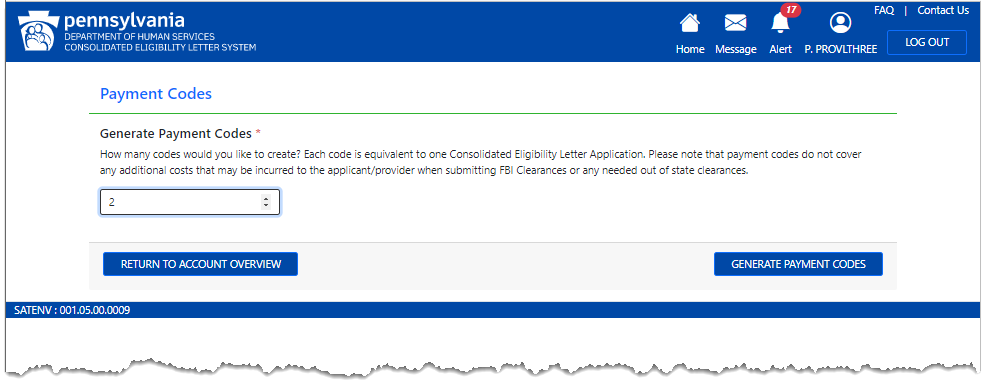 pennsylvania
DEPARTMENT OF HUMAN SERVICES
CONSOLIDATED ELIGIBILITY LETTER SYSTEM
FAQ | Contact Us
17
Home Message Alert P. PROVLTHREE LOG OUT
Payment Codes
Generate Payment Codes *
How many codes would you like to create? Each code is equivalent to one Consolidated Eligibility Letter Application. Please note that payment codes do not cover
any additional costs that may be incurred to the applicant/provider when submitting FBI Clearances or any needed out of state clearances.
2
RETURN TO ACCOUNT OVERVIEW GENERATE PAYMENT CODES
SATENV : 001.05.00.0009